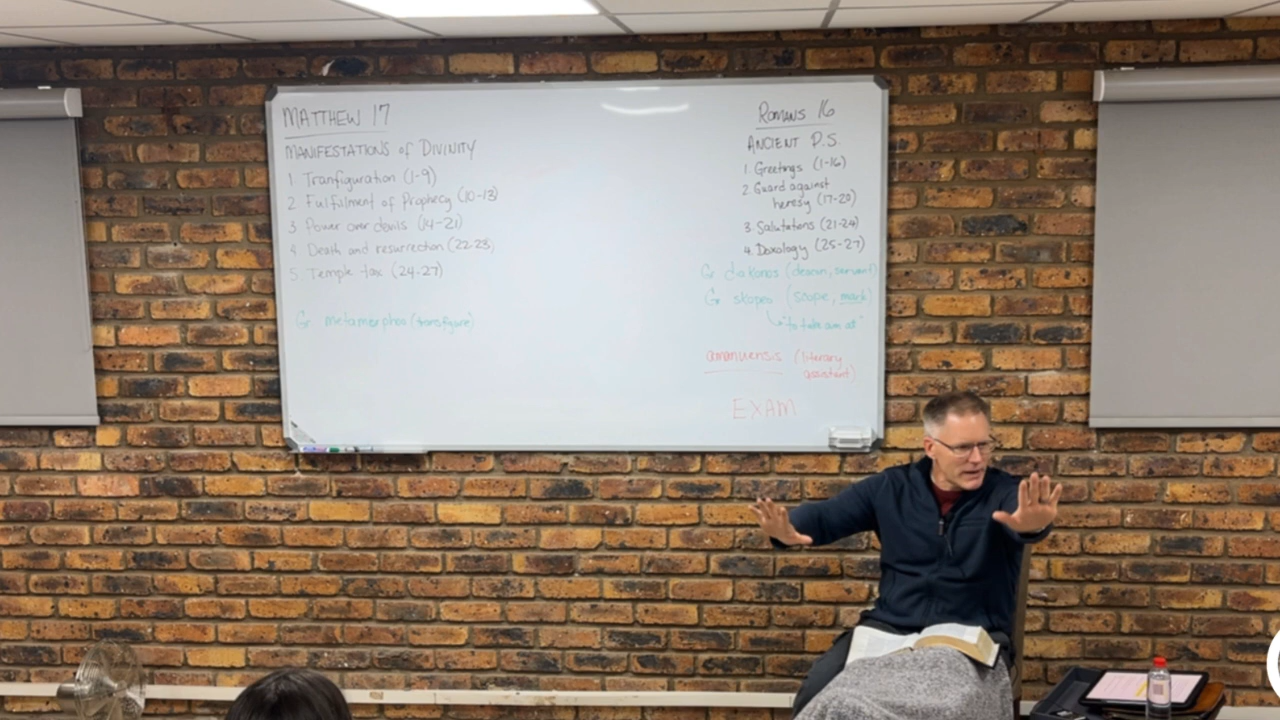 MATTHEW 17
MANIFESTATIONS of DIVINITY
1 Tranfiguration (1-9)
2 Fulfilment of Prophecy (10-13)
3 Power over devils (14-21)
4 Death and resurrection (22-23)
5 Temple tax (24-27)
Gr metamorphos (transfigure)
Romans 16
ANCIENT P.S.
1. Greetings (1-16)
2. Guard against
heresy (17-20)
3. Salutations (21-24)
4. Doxology (25-27)
Gr diakonos (deacon, servant)
Gr skopeo (scope, mark)
"to take aim at"
amanuensis (literary
assistant)
EXAM